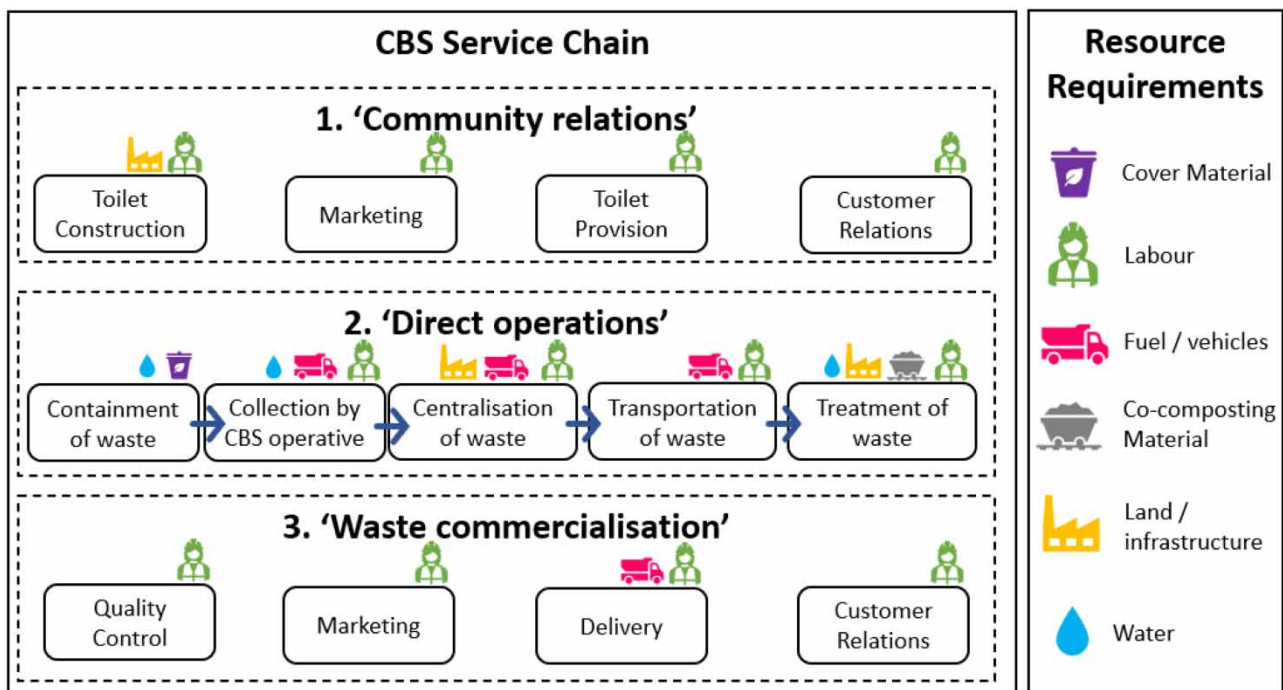 CBS Service Chain
1. ‘Community relations’
Toilet
Construction
Marketing
Toilet
Provision
Customer
Relations
2. ‘Direct operations’
Containment
of waste
Collection by
CBS operative
Centralisation
of waste
Transportation
of waste
Treatment of
waste
3. ‘Waste commercialisation’
Quality
Control
Marketing
Delivery
Customer
Relations
Resource
Requirements
Cover Material
Labour
Fuel / vehicles
Co-composting
Material
Land /
infrastructure
Water